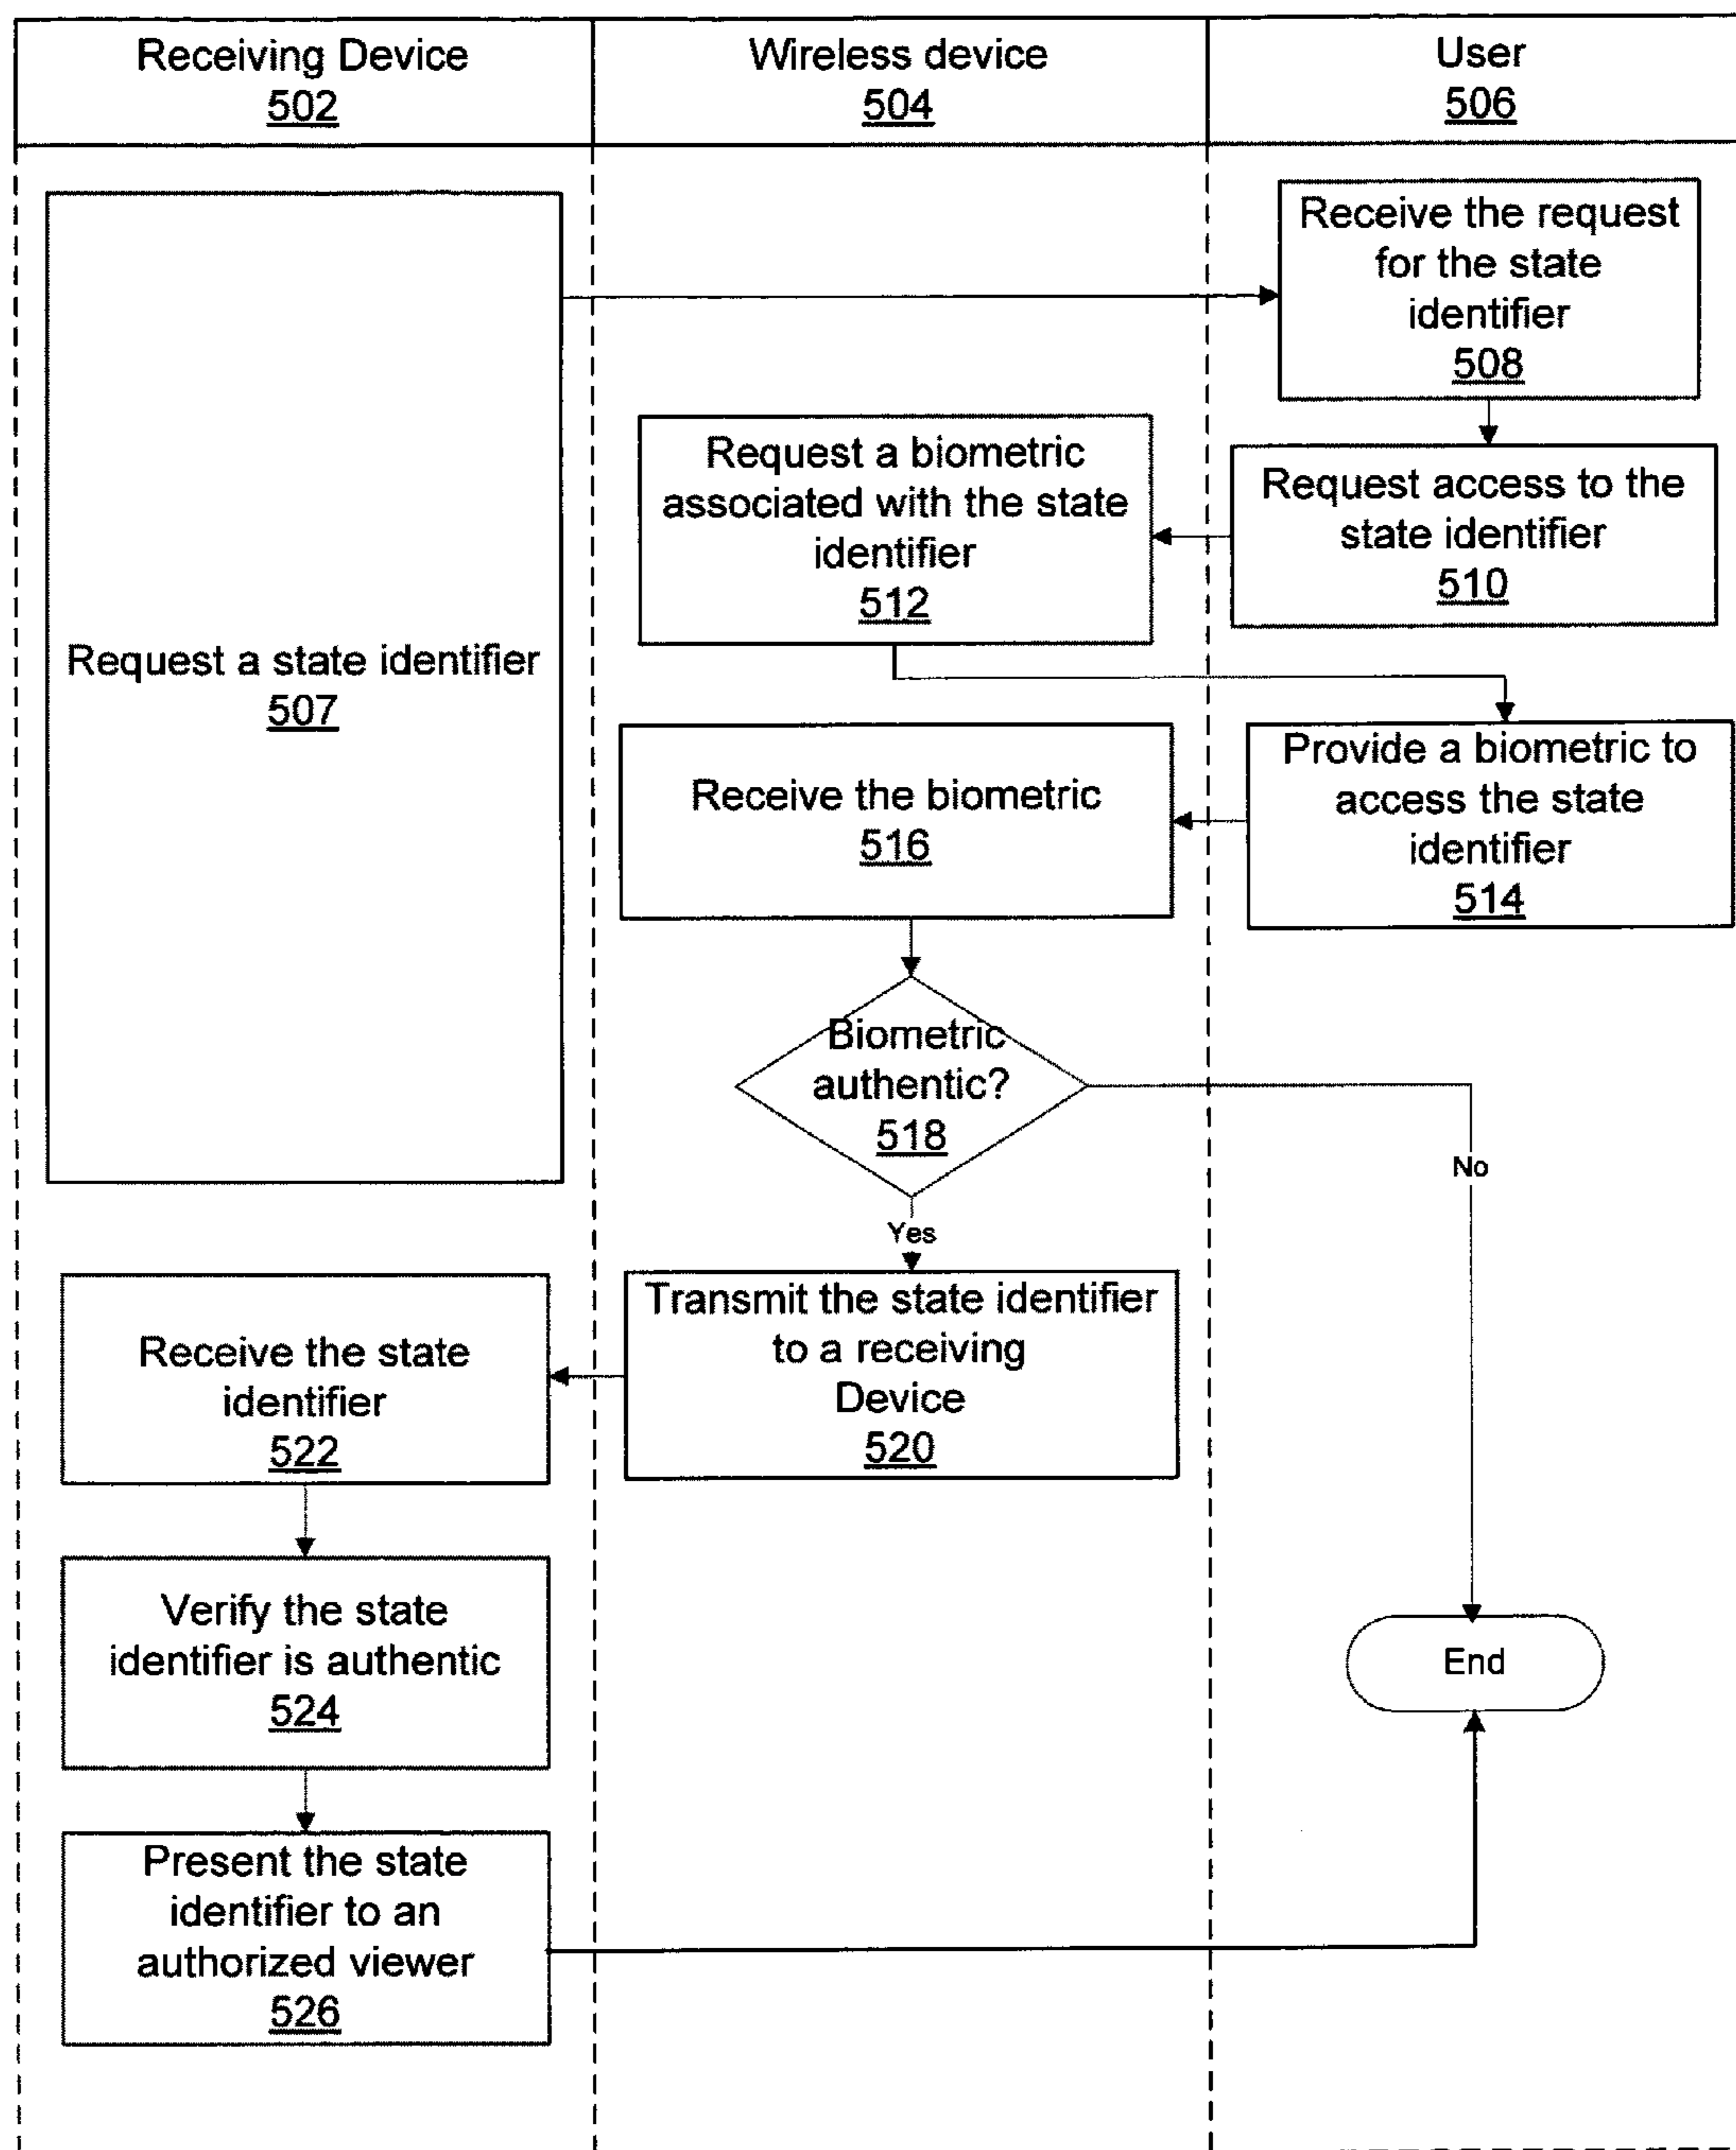 Receiving Device
502
Wireless device
504
User
506
Receive the request
for the state
identifier
508
Request a biometric
associated with the state
identifier
512
Request access to the
state identifier
510
Request a state identifier
507
Receive the biometric
516
Provide a biometric to
access the state
identifier
514
Biometric
authentic?
518
No
Yes
Transmit the state identifier
to a receiving
Device
520
Receive the state
identifier
522
Verify the state
identifier is authentic
524
End
Present the state
identifier to an
authorized viewer
526